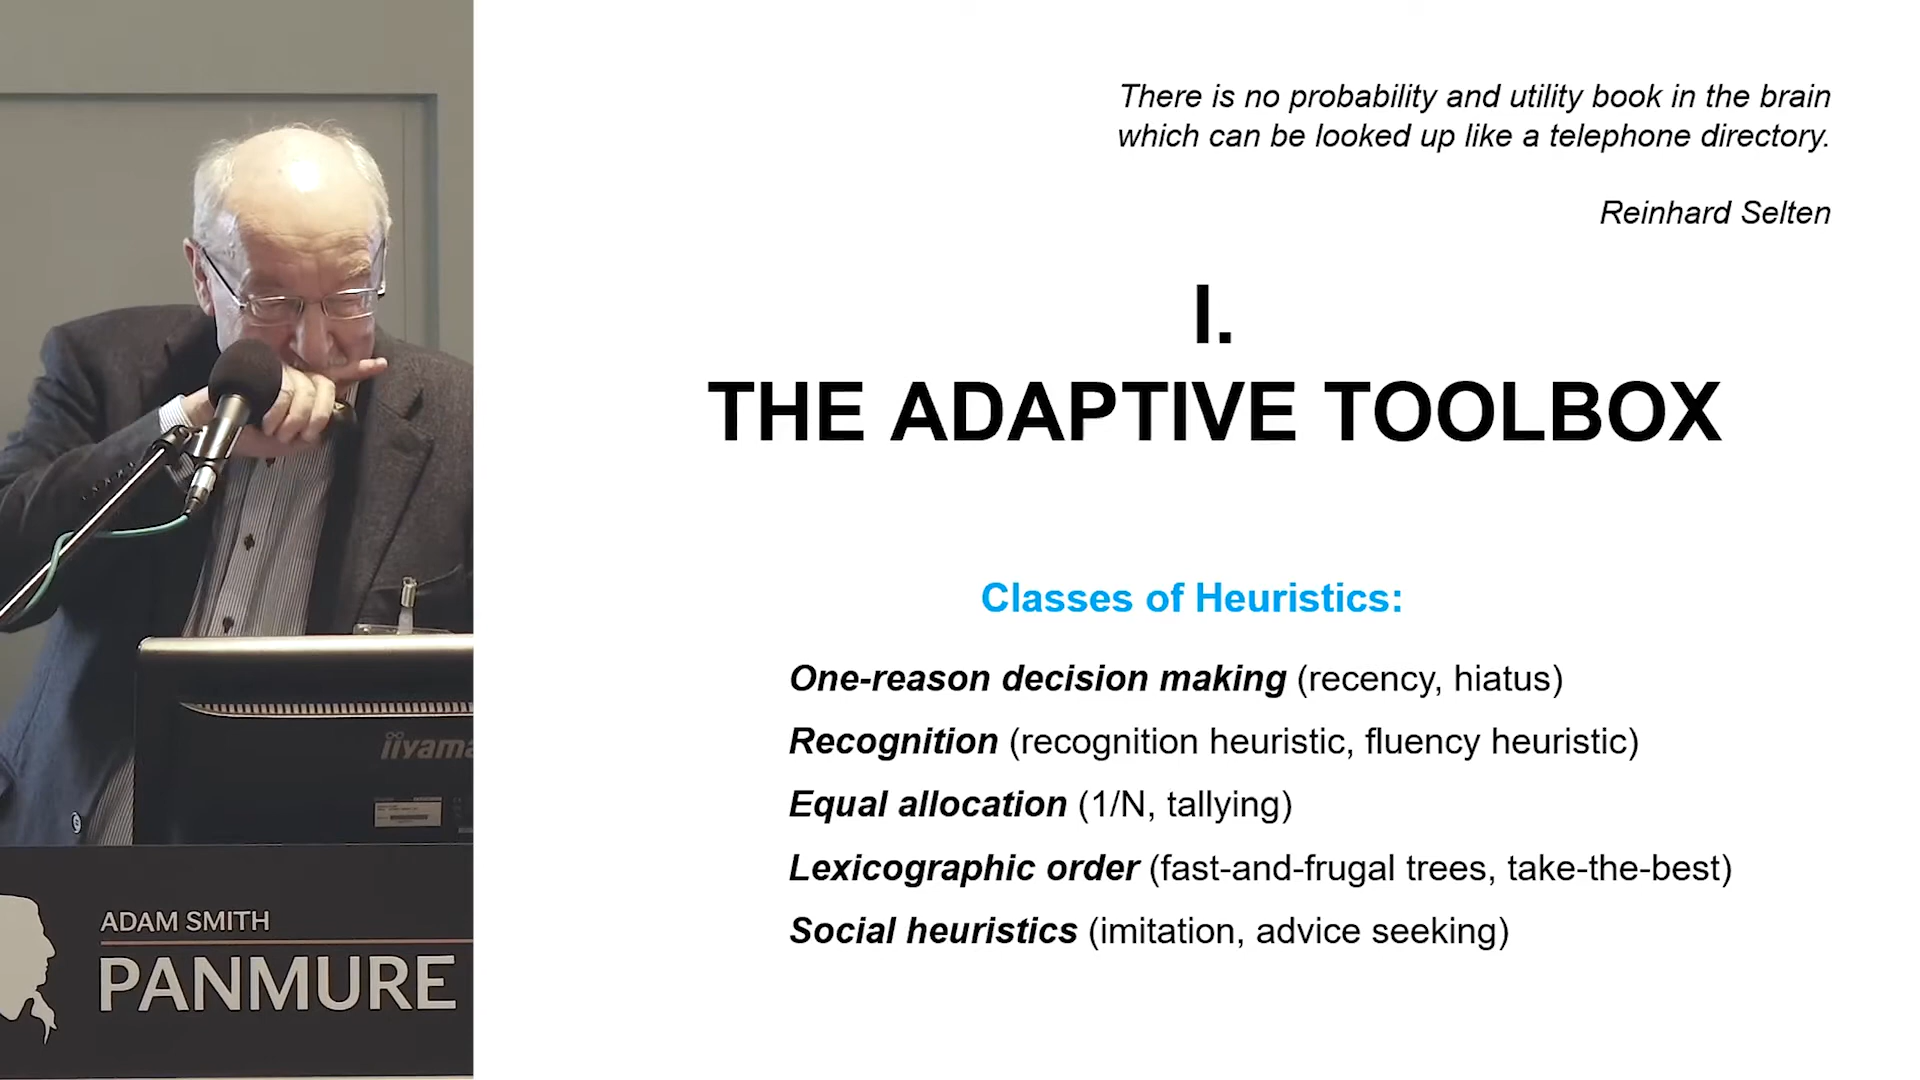 There is no probability and utility book in the brain
which can be looked up like a telephone directory.
Reinhard Selten
I.
THE ADAPTIVE TOOLBOX
Classes of Heuristics:
One-reason decision making (recency, hiatus)
Recognition (recognition heuristic, fluency heuristic)
Equal allocation (1/N, tallying)
Lexicographic order (fast-and-frugal trees, take-the-best)
Social heuristics (imitation, advice seeking)
iiyama
ADAM SMITH
PANMURE